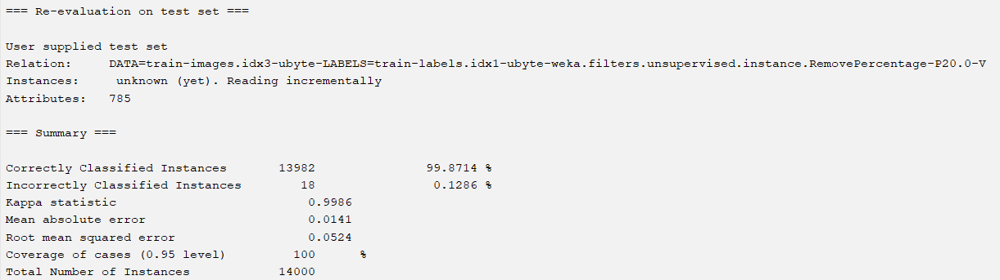 === Re-evaluation on test set ===
User supplied test set
Relation:     DATA=train-images.idx3-ubyte-LABELS=train-labels.idx1-ubyte-weka.filters.unsupervised.instance.RemovePercentage-P20.0-V
Instances:     unknown (yet). Reading incrementally
Attributes:   785
=== Summary ===
Correctly Classified Instances       13982               99.8714 %
Incorrectly Classified Instances        18                0.1286 %
Kappa statistic                          0.9986
Mean absolute error                      0.0141
Root mean squared error                  0.0524
Coverage of cases (0.95 level)         100      %
Total Number of Instances            14000